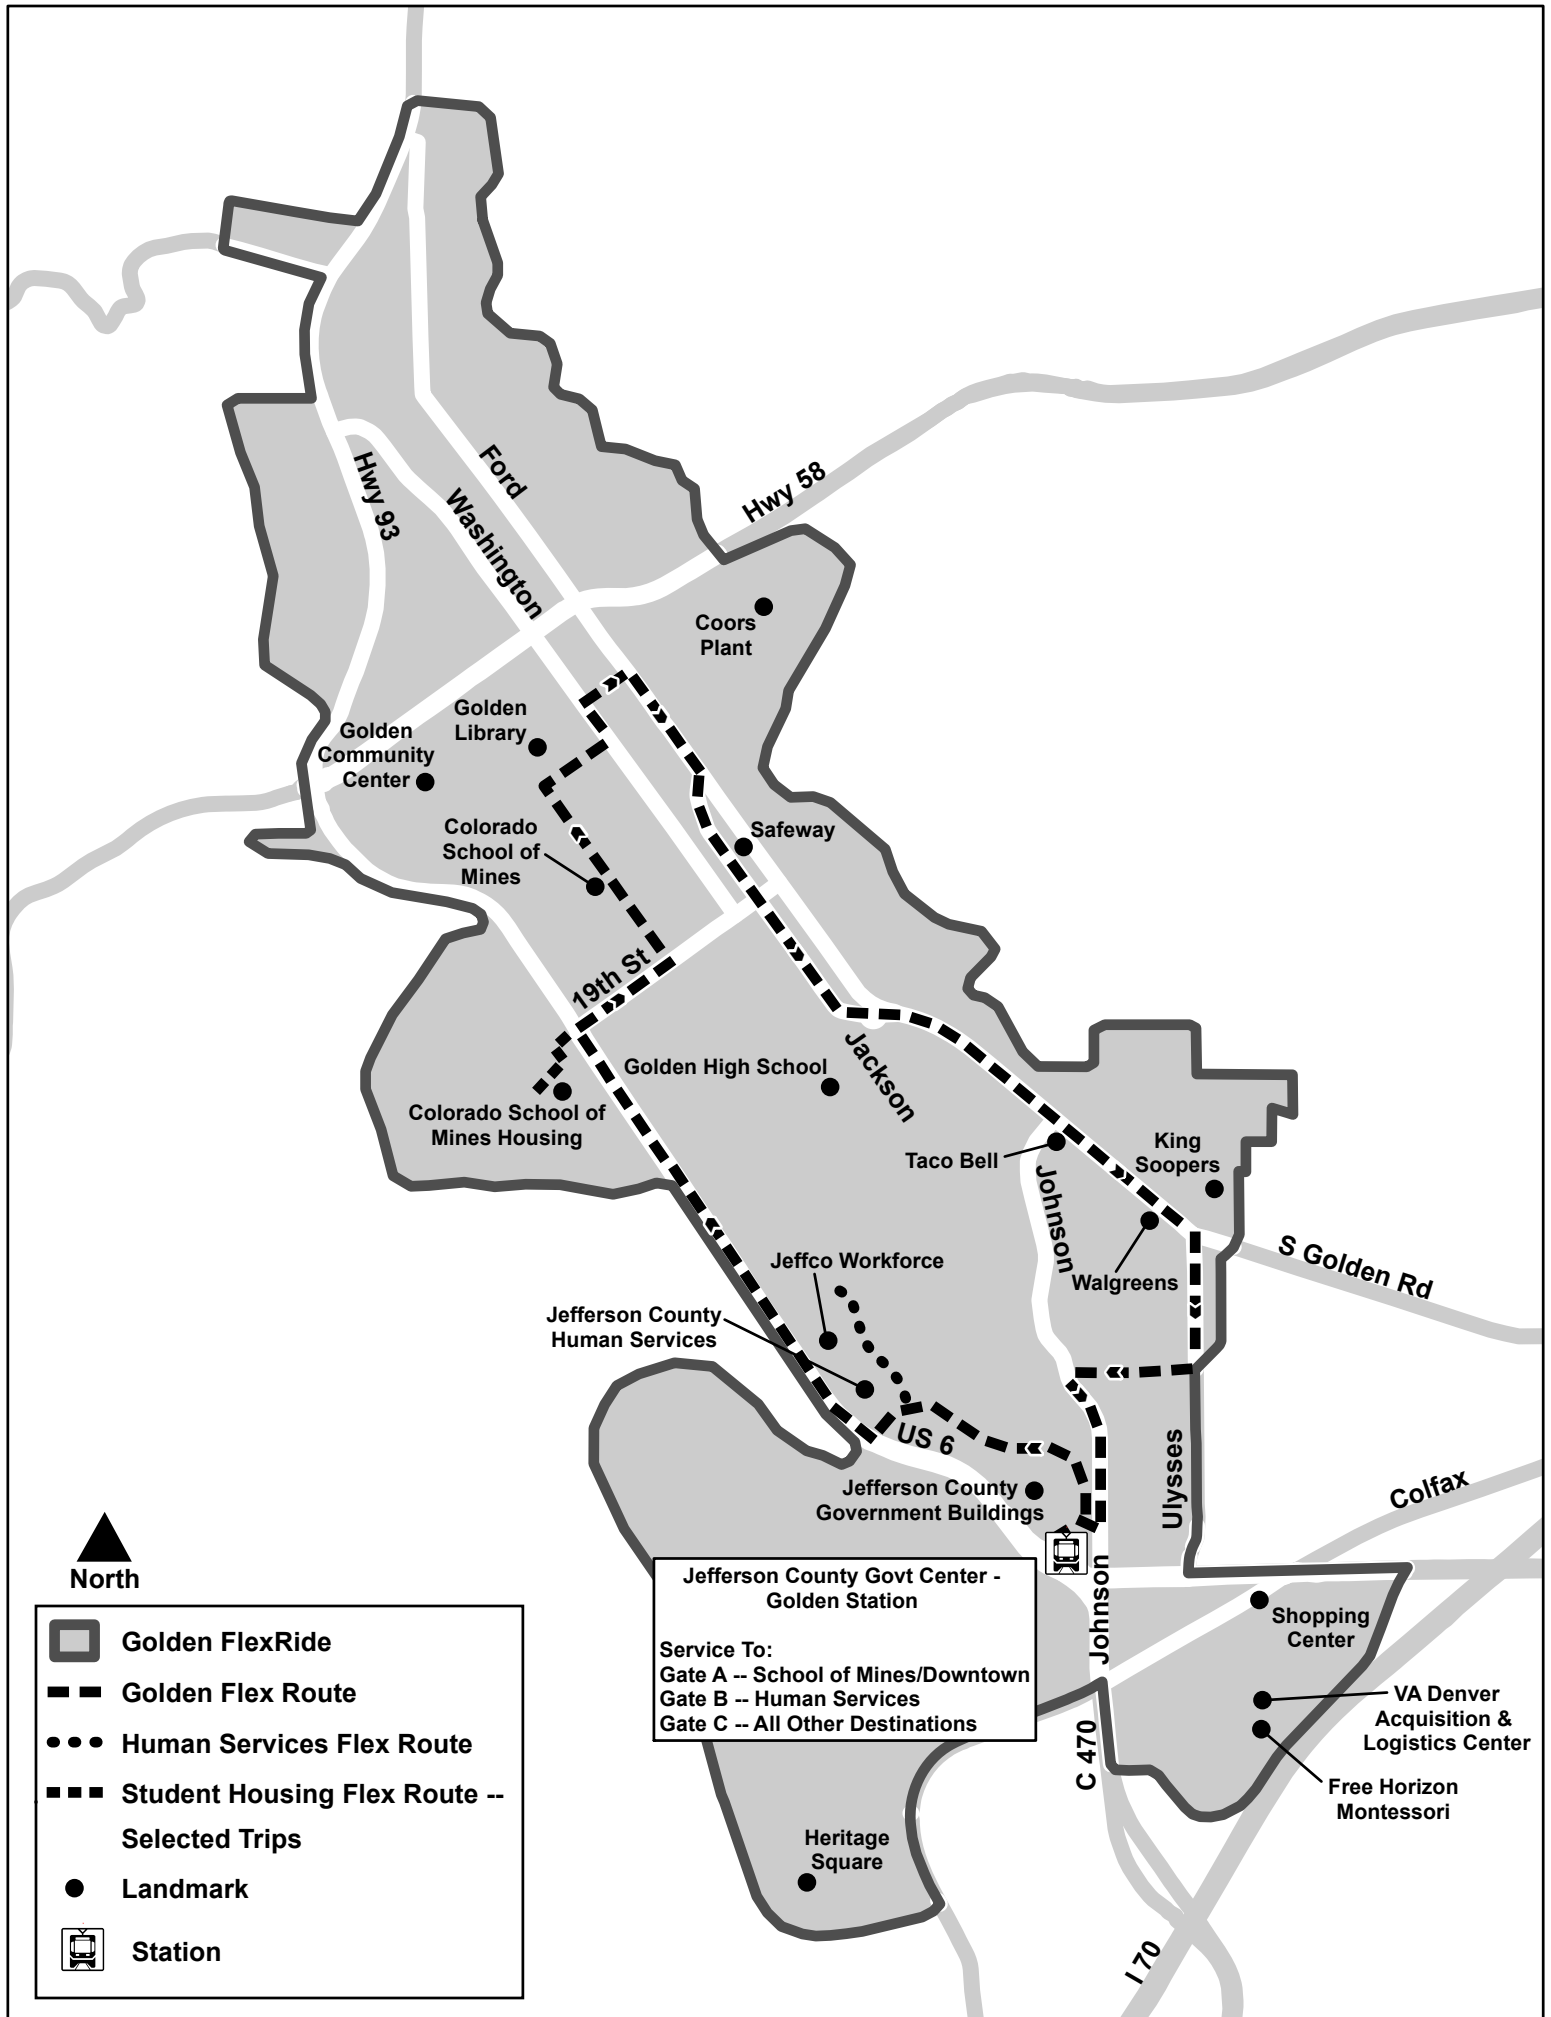 Ford
Hwy 93
Washington
Hwy 58
Coors
Plant
Golden
Library
Golden
Community
Center
Colorado
School of
Mines
Safeway
19th St
Jackson
Golden High School
Colorado School of
Mines Housing
Taco Bell
King
Soopers
Johnson
Walgreens
S Golden Rd
Jeffco Workforce
Jefferson County
Human Services
US 6
Ulysses
Colfax
Jefferson County
Government Buildings
Johnson
Jefferson County Govt Center -
Golden Station
Service To:
Gate A -- School of Mines/Downtown
Gate B -- Human Services
Gate C -- All Other Destinations
Shopping
Center
VA Denver
Acquisition &
Logistics Center
Free Horizon
Montessori
C 470
Heritage
Square
I 70
North
Golden FlexRide
Golden Flex Route
Human Services Flex Route
Student Housing Flex Route --
Selected Trips
Landmark
Station